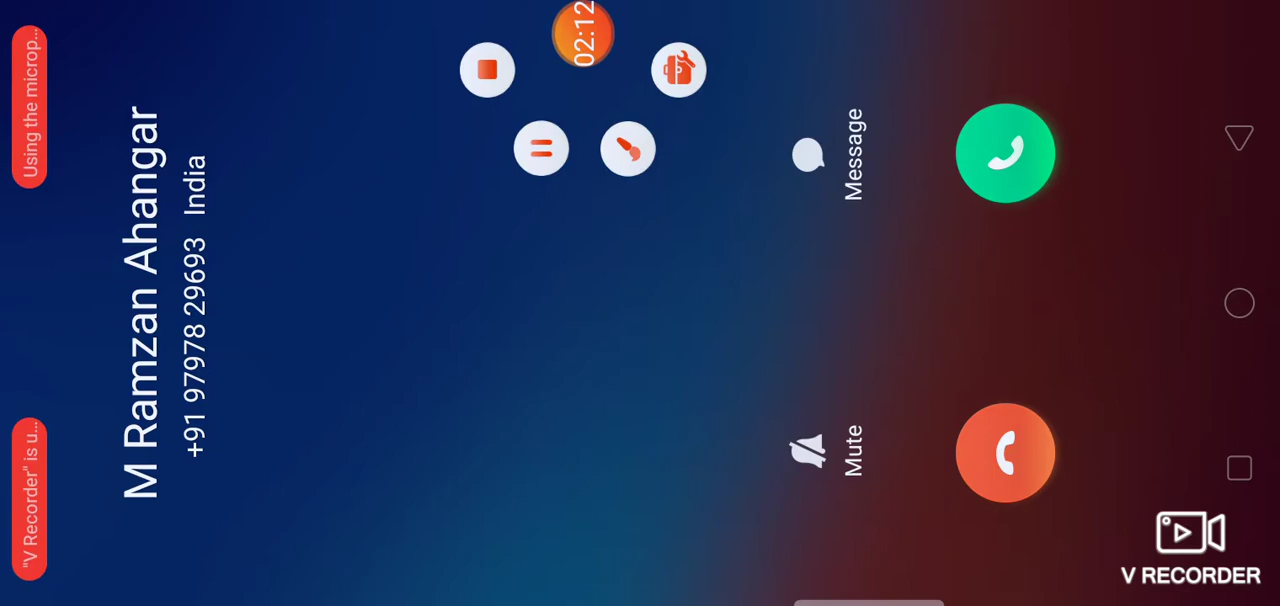 "V Recorder" is u...
Using the microp...
M Ramzan Ahangar
+91 97978 29693 India
02:12
Mute
Message
V RECORDER